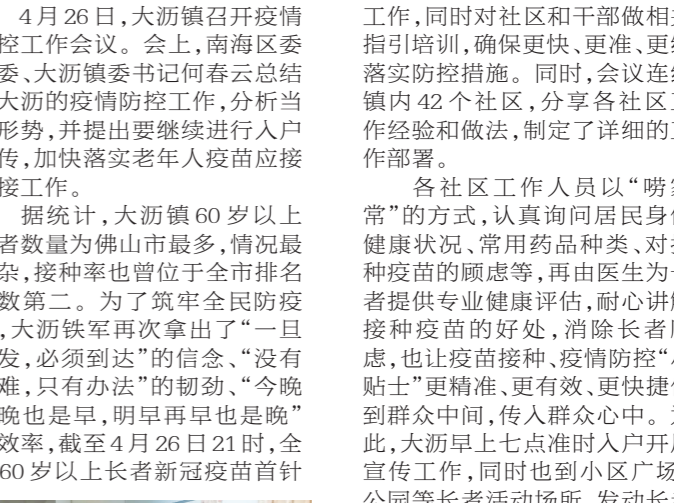 4月26日,大沥镇召开疫情
控工作会议。会上,南海区委
委、大沥镇委书记何春云总结
大沥的疫情防控工作,分析当
形势,并提出要继续进行入户
传,加快落实老年人疫苗应接
接工作。
据统计,大沥镇60岁以上
者数量为佛山市最多,情况最
杂,接种率也曾位于全市排名
数第二。为了筑牢全民防疫
,大沥铁军再次拿出了“一旦
发,必须到达”的信念、“没有
难,只有办法”的韧劲、“今晚
晚也是早,明早再早也是晚”
效率,截至4月26日21时,全
60岁以上长者新冠疫苗首针
工作,同时对社区和干部做相
指引培训,确保更快、更准、更
落实防控措施。同时,会议连
镇内42个社区,分享各社区
作经验和做法,制定了详细的
作部署。
各社区工作人员以“唠
常”的方式,认真询问居民身
健康状况、常用药品种类、对
种疫苗的顾虑等,再由医生为
者提供专业健康评估,耐心讲
接种疫苗的好处,消除长者
虑,也让疫苗接种、疫情防控“
贴士”更精准、更有效、更快捷
到群众中间,传入群众心中。
此,大沥早上七点准时入户开
宣传工作,同时也到小区广场
公园等长者活动场所,发动长